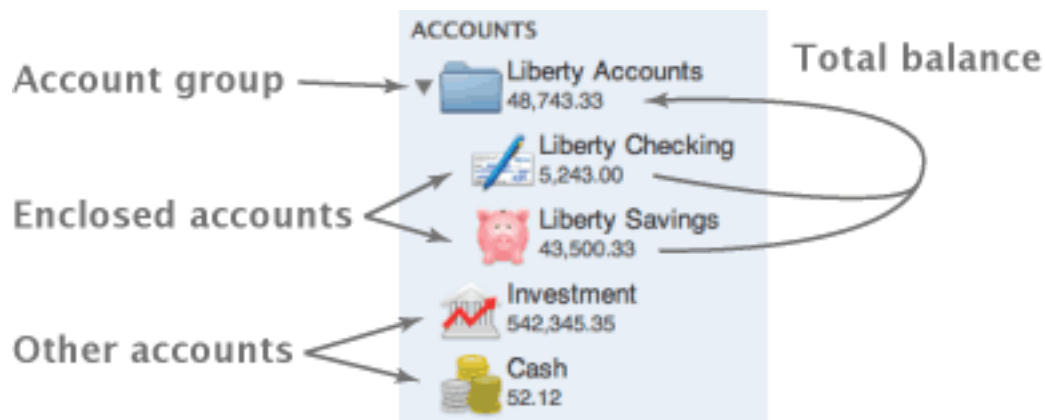 ACCOUNTS
Account group
Liberty Accounts
48,743.33
Total balance
Enclosed accounts
Liberty Checking
5,243.00
Liberty Savings
43,500.33
Other accounts
Investment
542,345.35
Cash
52.12